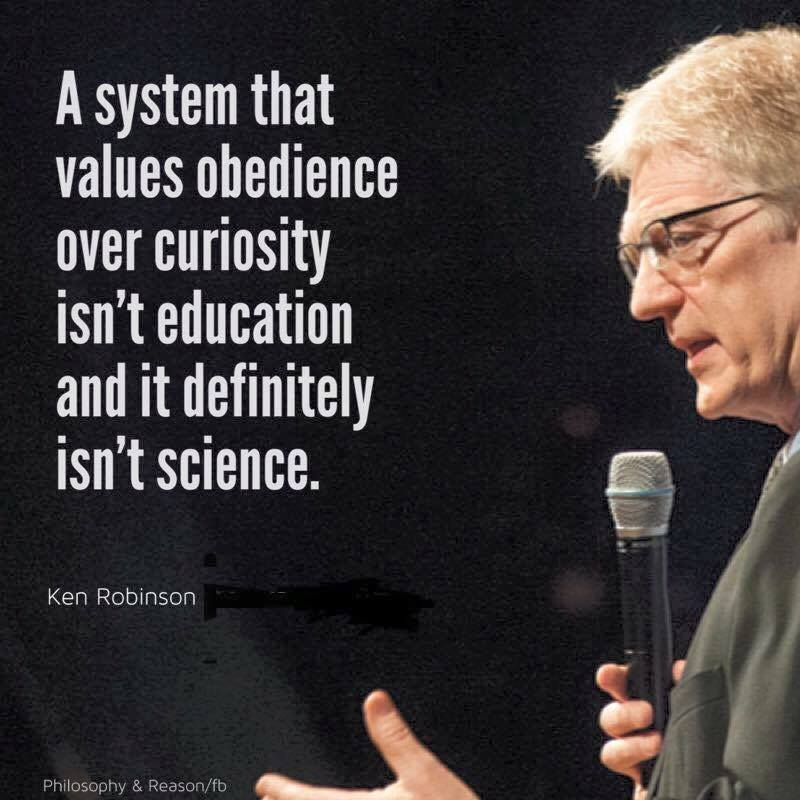 A system that
values obedience
over curiosity
isn’t education
and it definitely
isn’t science.
Ken Robinson
Philosophy & Reason/fb